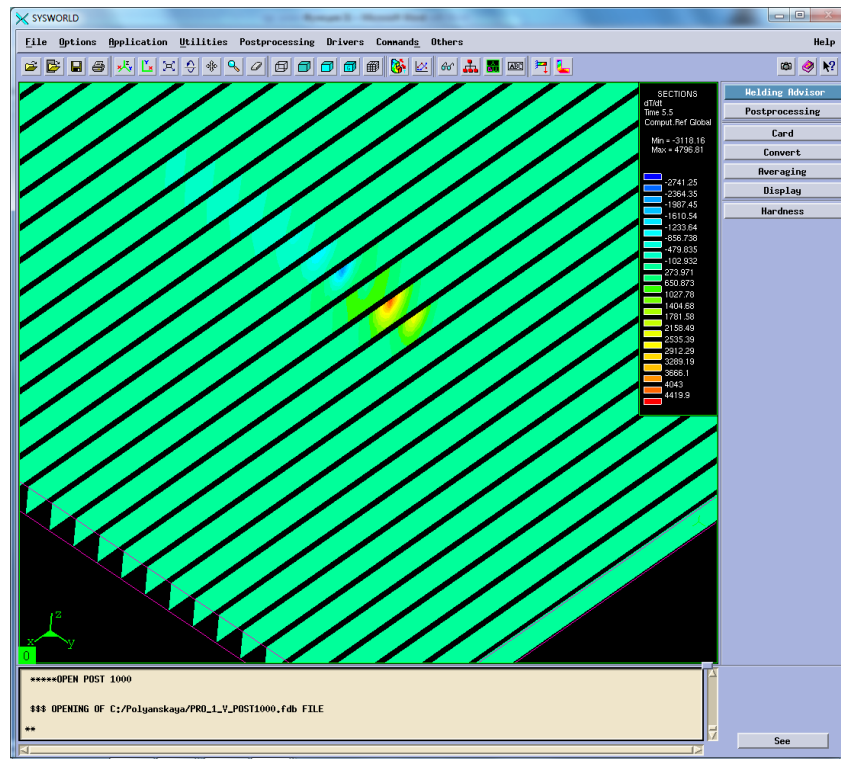 SYSWORLD
File Options Application Utilities Postprocessing Drivers Commands Others Help
ABC
SECTIONS
dT/dt
Time 5.5
Comput.Ref Global
Min = -3118.16
Max = 4796.81
-2741.25
-2364.35
-1987.45
-1610.54
-1233.64
-856.738
-479.835
-102.932
273.971
650.873
1027.78
1404.68
1781.58
2158.49
2535.39
2912.29
3289.19
3666.1
4043
4419.9
Welding Advisor
Postprocessing
Card
Convert
Averaging
Display
Hardness
z
x
y
0
*****OPEN POST 1000
$$$ OPENING OF C:/Polyanskaya/PRO_1_V_POST1000.fdb FILE
**
See